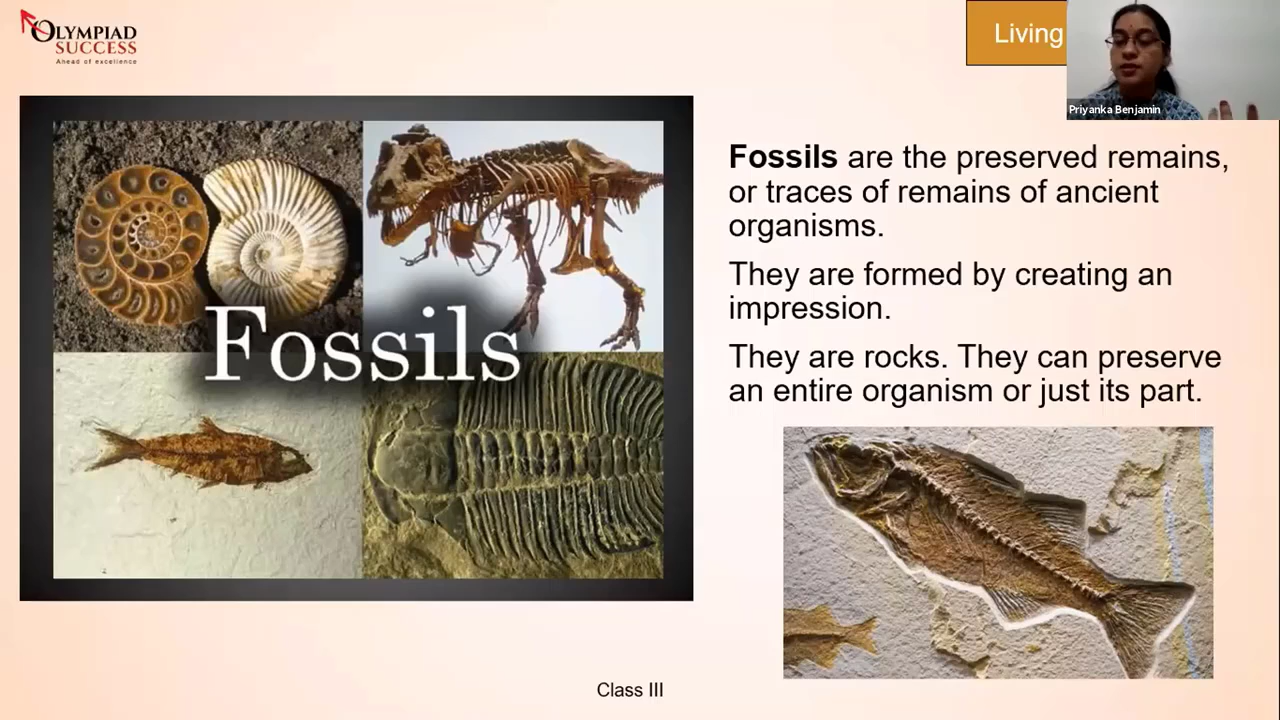 OLYMPIAD
SUCCESS
Ahead of excellence
Living
Priyanka Benjamin
Fossils are the preserved remains,
or traces of remains of ancient
organisms.
They are formed by creating an
impression.
They are rocks. They can preserve
an entire organism or just its part.
Fossils
Class III